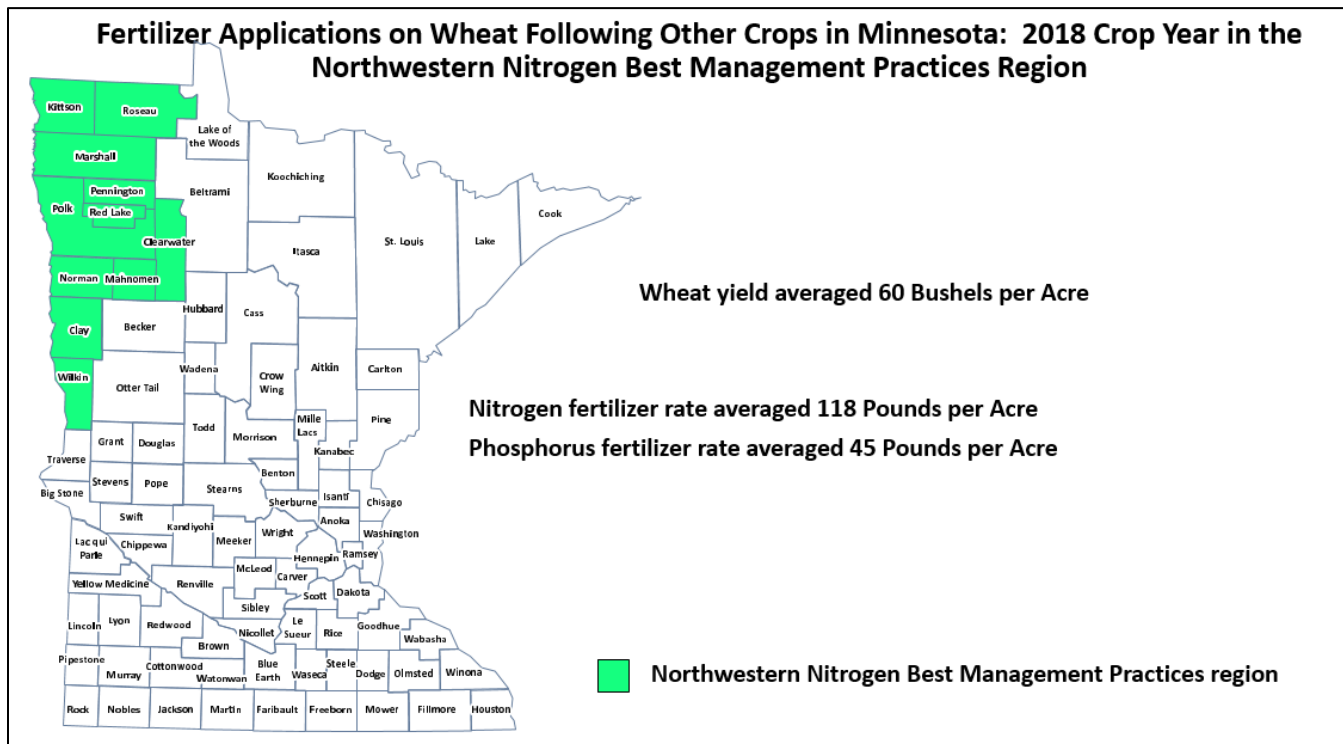 Fertilizer Applications on Wheat Following Other Crops in Minnesota:  2018 Crop Year in the
Northwestern Nitrogen Best Management Practices Region
Kittson
Roseau
Lake of
the Woods
Marshall
Koochiching
Beltrami
Pennington
Polk
Red Lake
Cook
Clearwater
St. Louis
Lake
Itasca
Norman
Mahnomen
Wheat yield averaged 60 Bushels per Acre
Hubbard
Cass
Clay
Becker
Wadena
Aitkin
Carlton
Wilkin
Crow
Wing
Otter Tail
Nitrogen fertilizer rate averaged 118 Pounds per Acre
Mille
Lacs
Pine
Todd
Morrison
Grant
Douglas
Kanabec
Phosphorus fertilizer rate averaged 45 Pounds per Acre
Traverse
Benton
Stevens
Pope
Stearns
Big Stone
Sherburne
Isanti
Chisago
Swift
Kandiyohi
Anoka
Wright
Washington
Lac qui
Parle
Chippewa
Meeker
Hennepin
Ramsey
McLeod
Carver
Yellow Medicine
Renville
Scott
Dakota
Sibley
Lincoln
Lyon
Redwood
Nicollet
Le
Sueur
Rice
Goodhue
Wabasha
Brown
Pipestone
Murray
Cottonwood
Watonwan
Blue
Earth
Waseca
Steele
Dodge
Olmsted
Winona
Northwestern Nitrogen Best Management Practices region
Rock
Nobles
Jackson
Martin
Faribault
Freeborn
Mower
Fillmore
Houston